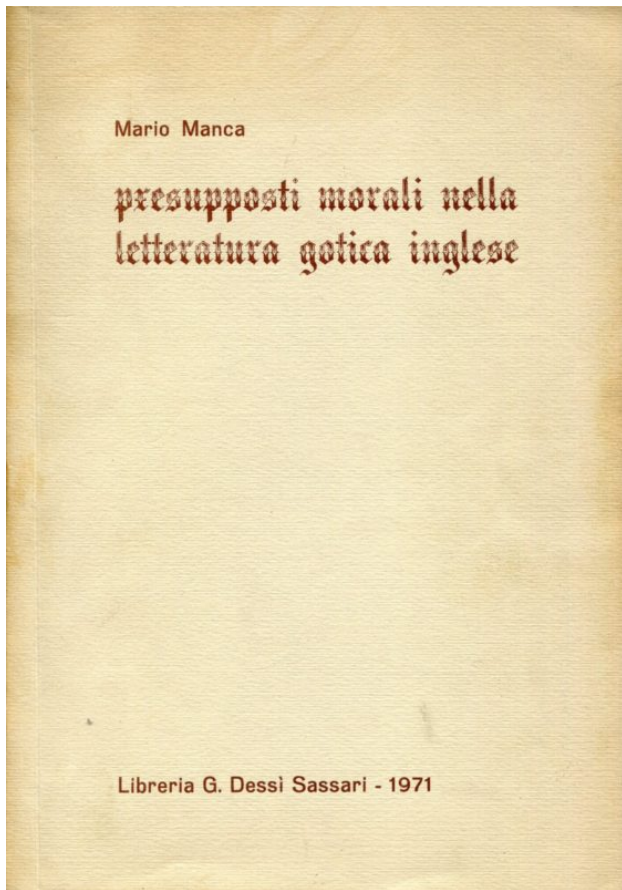 Mario Manca
presupposti morali nella
letteratura gotica inglese
Libreria G. Dessì Sassari - 1971